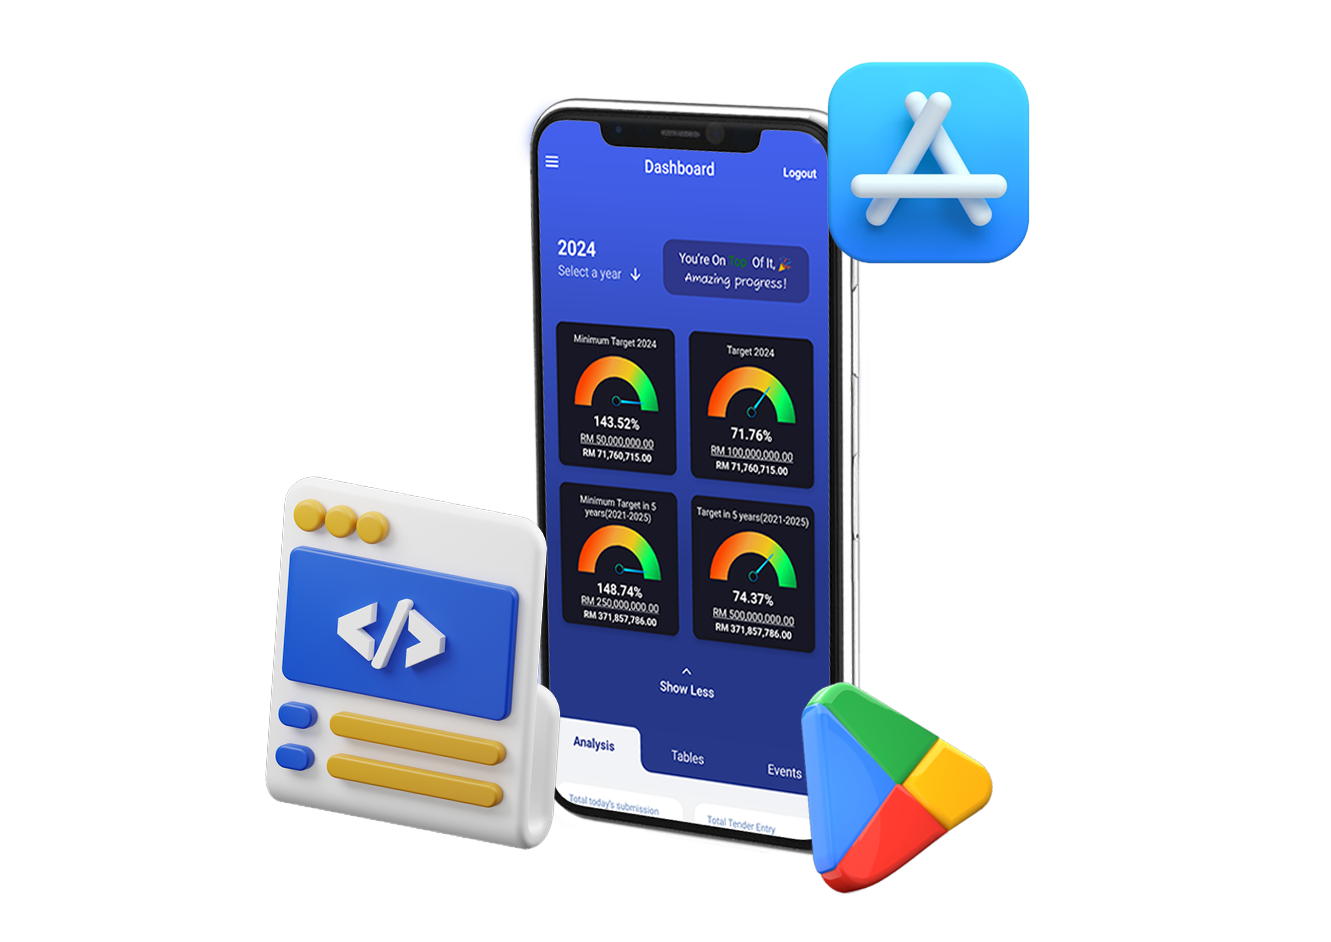 Dashboard
Logout
2024
Select a year
You're On Top Of It,
Amazing progress!
Minimum Target 2024
143.52%
RM 50,000,000.00
RM 71,760,715.00
Target 2024
71.76%
RM 100,000,000.00
RM 71,760,715.00
Minimum Target in 5
years(2021-2025)
148.74%
RM 250,000,000.00
RM 371,857,786.00
Target in 5 years(2021-2025)
74.37%
RM 500,000,000.00
RM 371,857,786.00
Show Less
Analysis
Tables
Events
Total today's submission
Total Tender Entry
</>